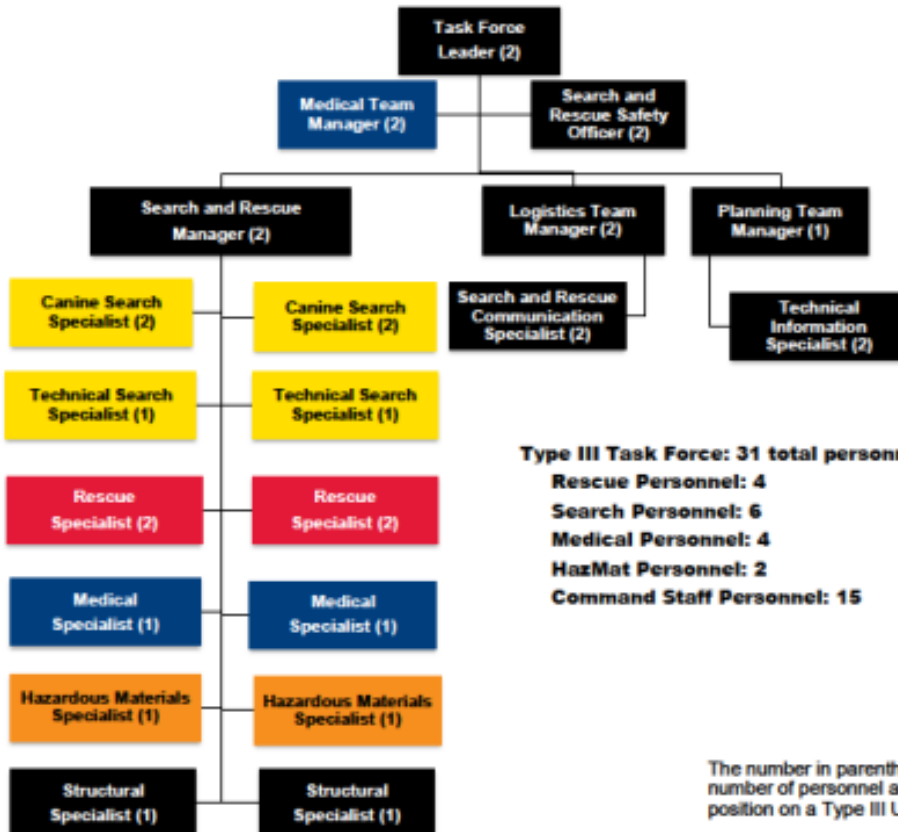 Task Force
Leader (2)
Medical Team
Manager (2)
Search and
Rescue Safety
Officer (2)
Search and Rescue
Manager (2)
Logistics Team
Manager (2)
Planning Team
Manager (1)
Canine Search
Specialist (2)
Canine Search
Specialist (2)
Search and Rescue
Communication
Specialist (2)
Technical
Information
Specialist (2)
Technical Search
Specialist (1)
Technical Search
Specialist (1)
Type III Task Force: 31 total personn
Rescue Personnel: 4
Search Personnel: 6
Medical Personnel: 4
HazMat Personnel: 2
Command Staff Personnel: 15
Rescue
Specialist (2)
Rescue
Specialist (2)
Medical
Specialist (1)
Medical
Specialist (1)
Hazardous Materials
Specialist (1)
Hazardous Materials
Specialist (1)
Structural
Specialist (1)
Structural
Specialist (1)
The number in parenth
number of personnel a
position on a Type III U